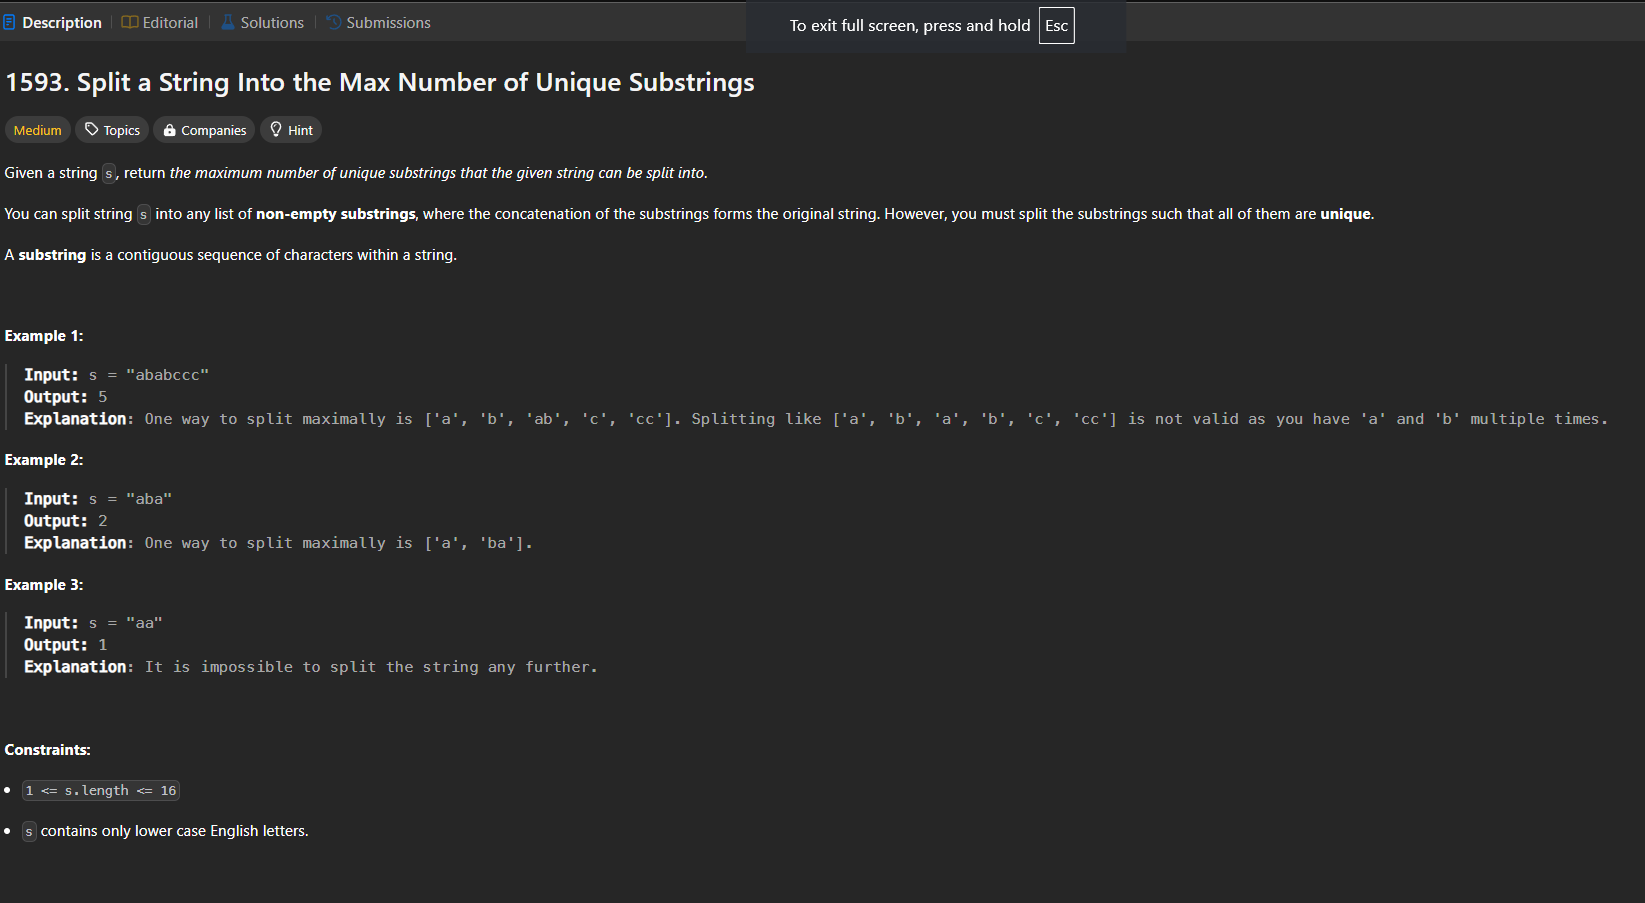 Description | Editorial | Solutions | Submissions
To exit full screen, press and hold Esc
1593. Split a String Into the Max Number of Unique Substrings
Medium Topics Companies Hint
Given a string s, return the maximum number of unique substrings that the given string can be split into.
You can split string s into any list of non-empty substrings, where the concatenation of the substrings forms the original string. However, you must split the substrings such that all of them are unique.
A substring is a contiguous sequence of characters within a string.
Example 1:
Input: s = "ababccc"
Output: 5
Explanation: One way to split maximally is ['a', 'b', 'ab', 'c', 'cc']. Splitting like ['a', 'b', 'a', 'b', 'c', 'cc'] is not valid as you have 'a' and 'b' multiple times.
Example 2:
Input: s = "aba"
Output: 2
Explanation: One way to split maximally is ['a', 'ba'].
Example 3:
Input: s = "aa"
Output: 1
Explanation: It is impossible to split the string any further.
Constraints:
• 1 <= s.length <= 16
• s contains only lower case English letters.